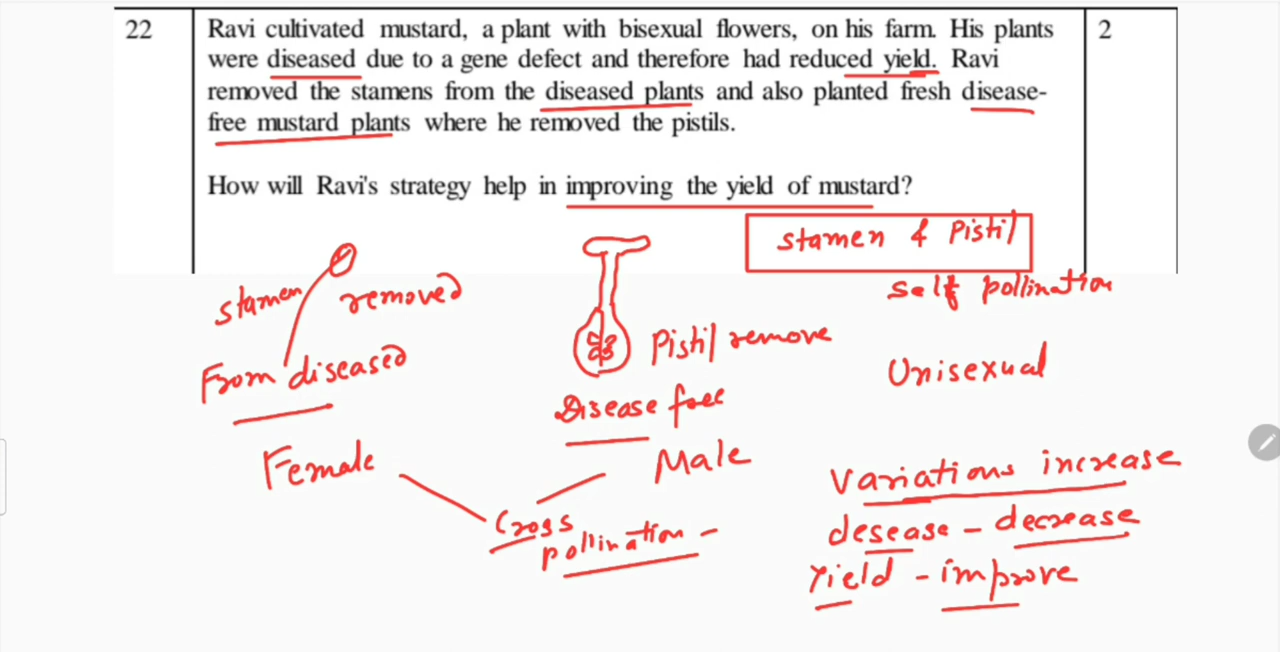 22 Ravi cultivated mustard, a plant with bisexual flowers, on his farm. His plants 2
were diseased due to a gene defect and therefore had reduced yield. Ravi
removed the stamens from the diseased plants and also planted fresh disease-
free mustard plants where he removed the pistils.
How will Ravi's strategy help in improving the yield of mustard?
stamen & Pistil
self pollination
stamen removed
From diseased
Female
Pistil remove
Disease free
Male
Cross
pollination -
Unisexual
Variations increase
desease - decrease
Yield - improve